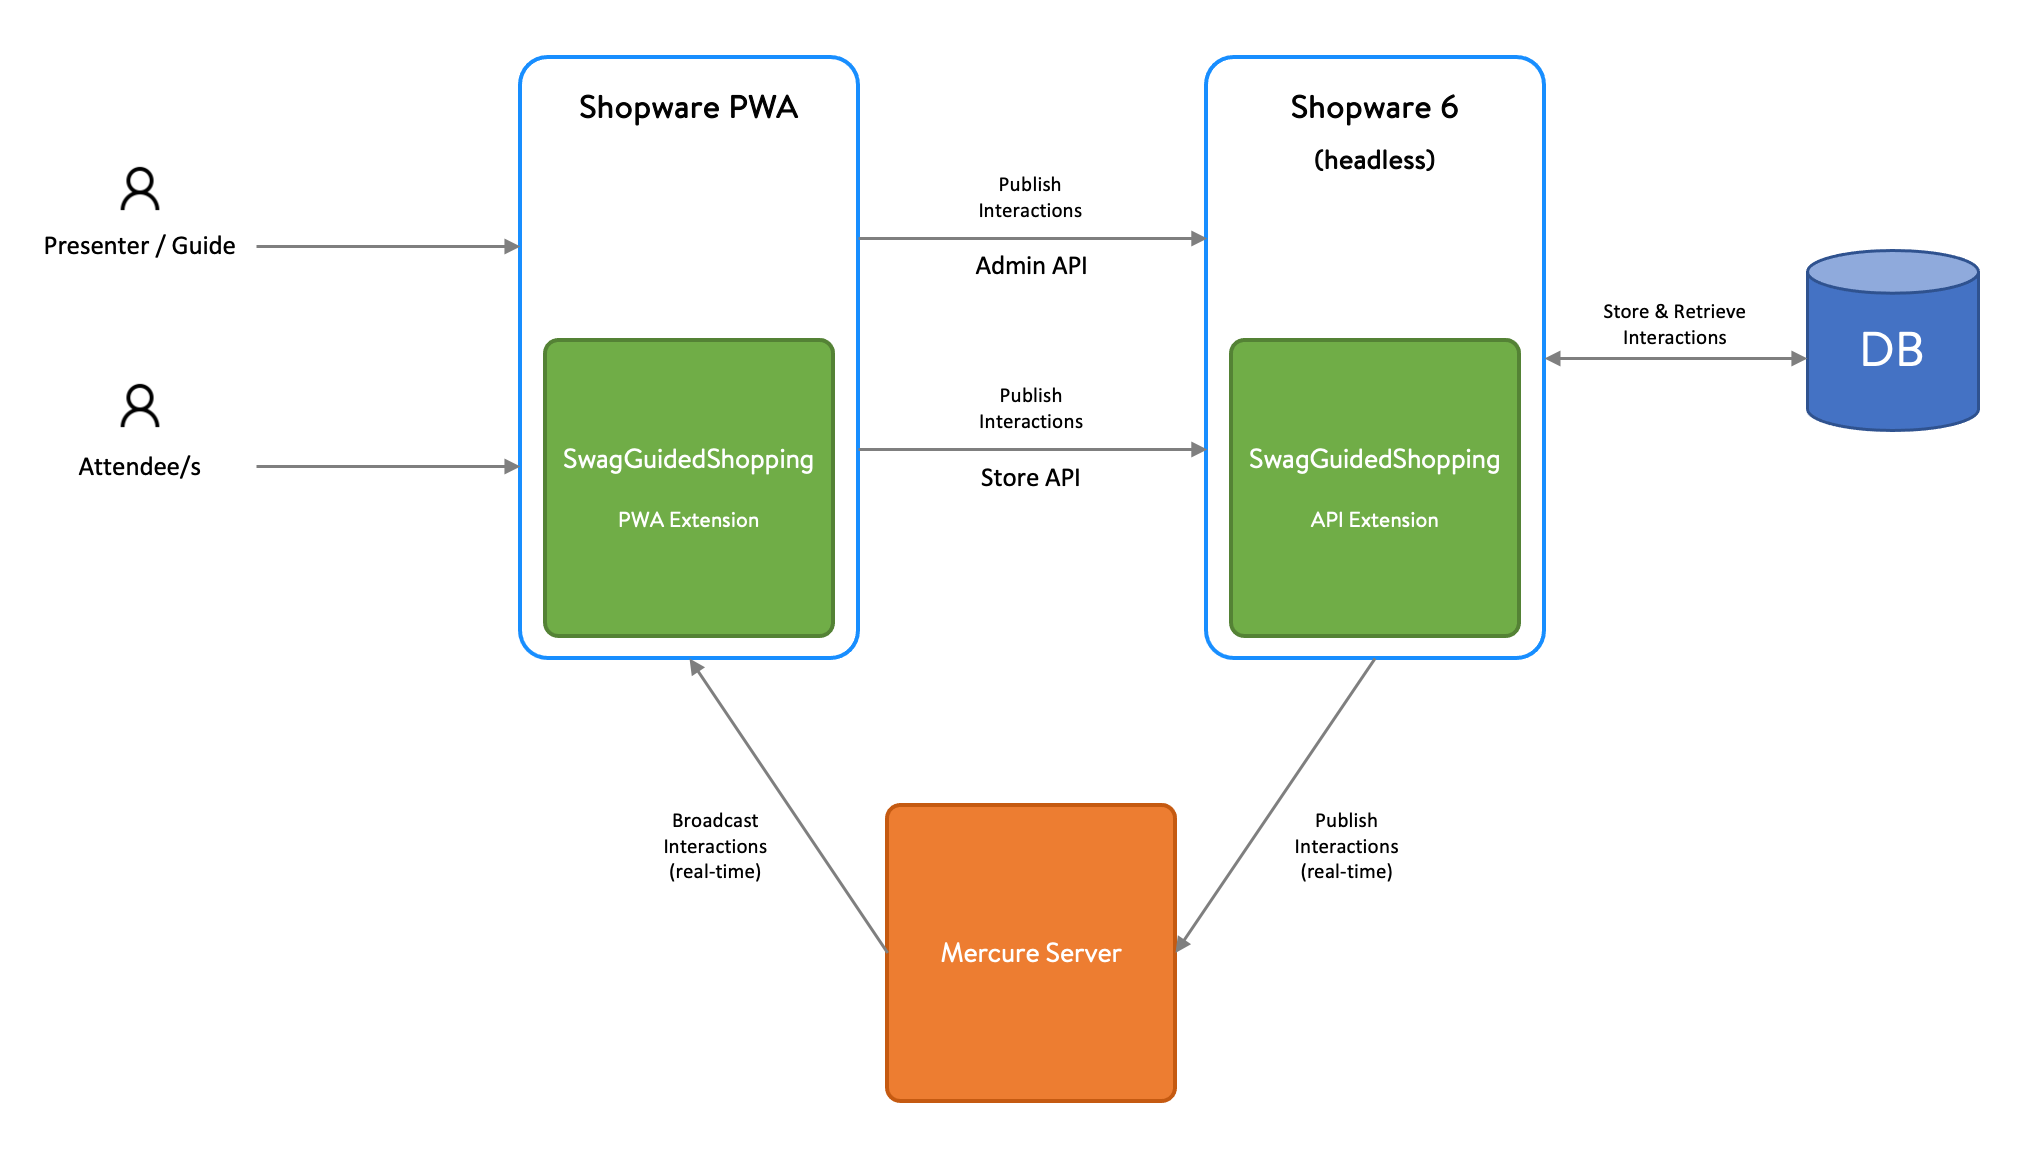 Shopware PWA
Shopware 6
(headless)
Presenter / Guide
Publish
Interactions
Admin API
Store & Retrieve
Interactions
DB
Attendee/s
Publish
Interactions
Store API
SwagGuidedShopping
PWA Extension
SwagGuidedShopping
API Extension
Broadcast
Interactions
(real-time)
Publish
Interactions
(real-time)
Mercure Server